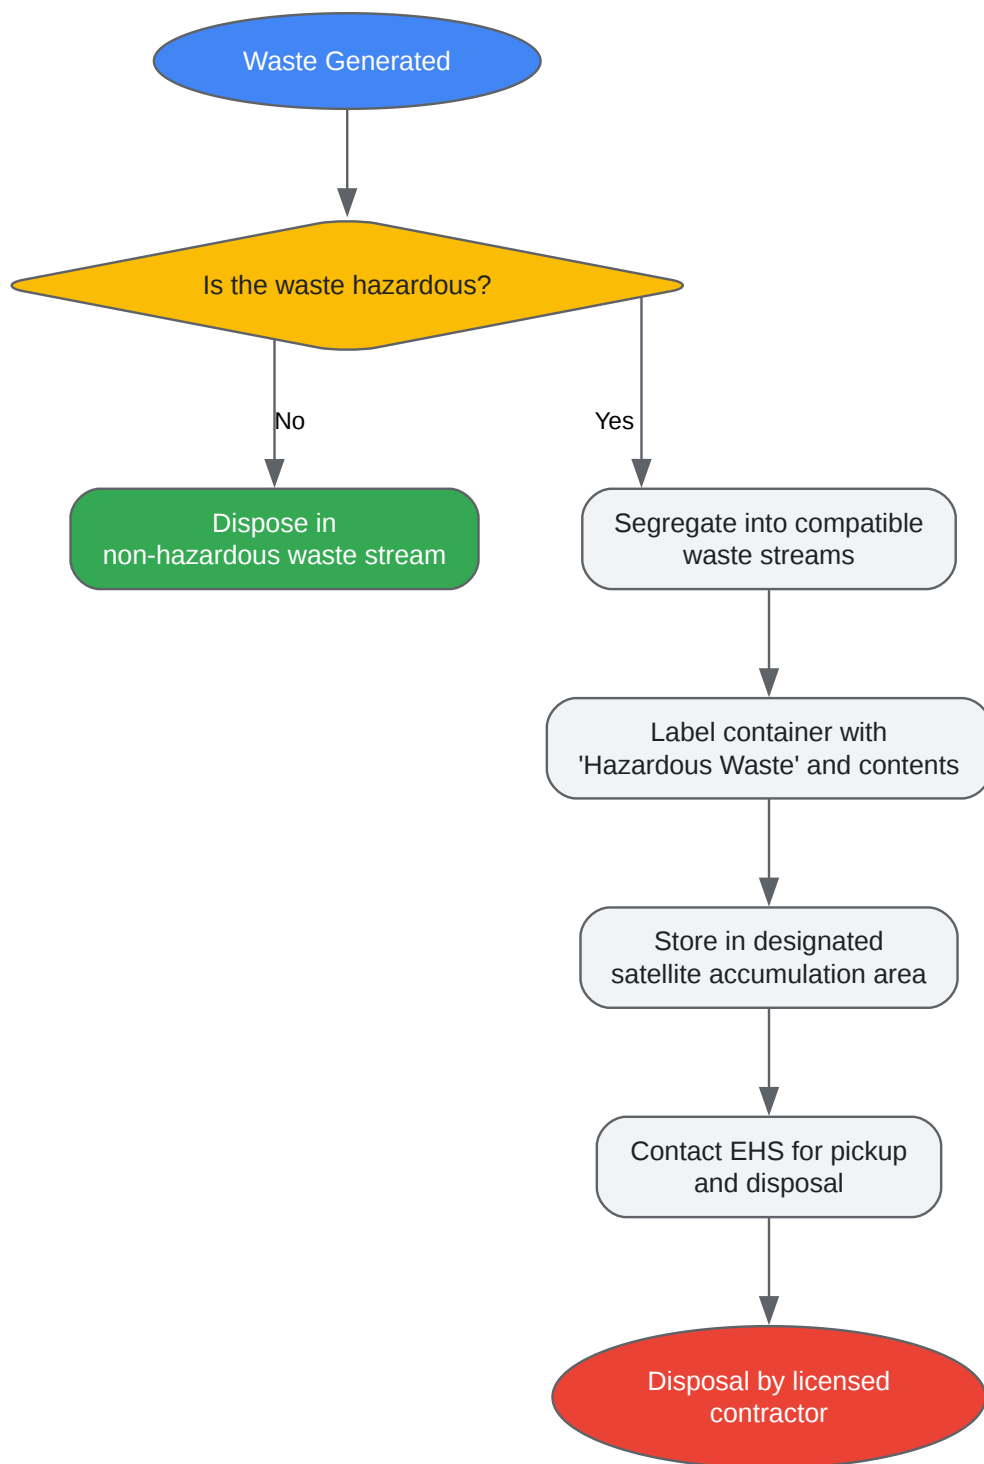 Waste Generated
Is the waste hazardous?
No
Yes
Dispose in
non-hazardous waste stream
Segregate into compatible
waste streams
Label container with
'Hazardous Waste' and contents
Store in designated
satellite accumulation area
Contact EHS for pickup
and disposal
Disposal by licensed
contractor